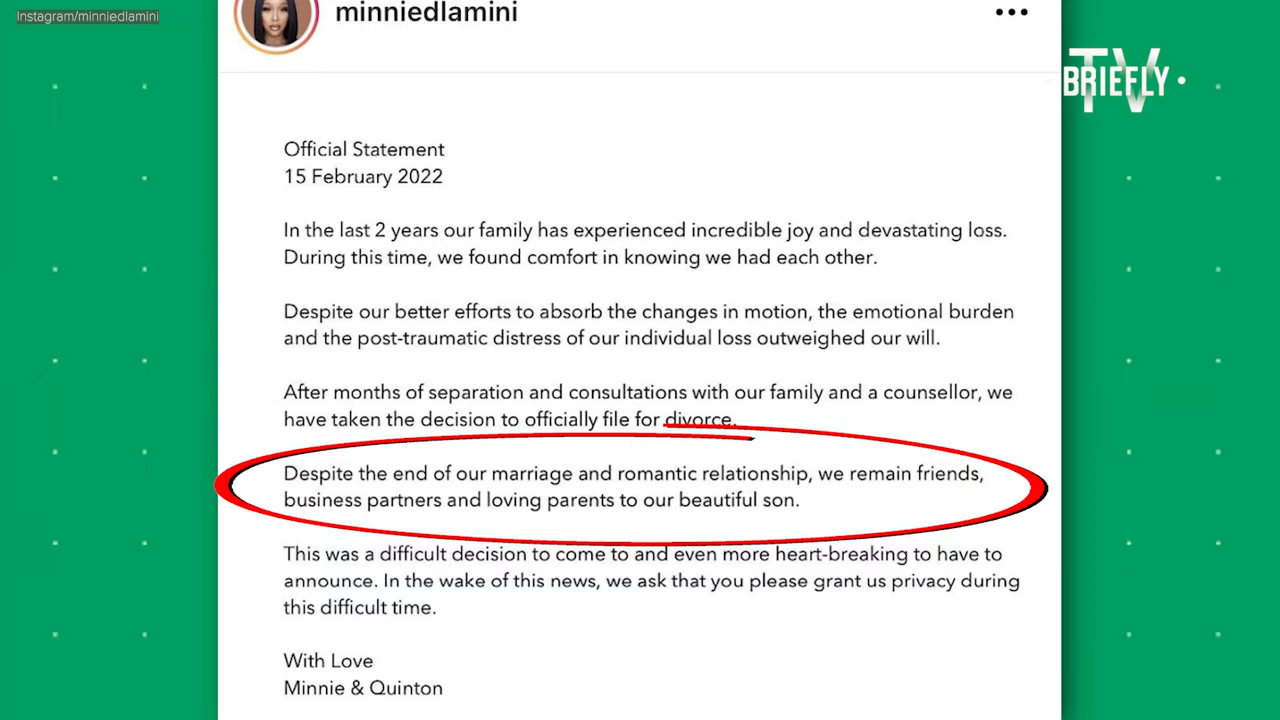 Instagram/minniedlamini
minniedlamini
TV
BRIEFLY
Official Statement
15 February 2022
In the last 2 years our family has experienced incredible joy and devastating loss.
During this time, we found comfort in knowing we had each other.
Despite our better efforts to absorb the changes in motion, the emotional burden
and the post-traumatic distress of our individual loss outweighed our will.
After months of separation and consultations with our family and a counsellor, we
have taken the decision to officially file for divorce.
Despite the end of our marriage and romantic relationship, we remain friends,
business partners and loving parents to our beautiful son.
This was a difficult decision to come to and even more heart-breaking to have to
announce. In the wake of this news, we ask that you please grant us privacy during
this difficult time.
With Love
Minnie & Quinton